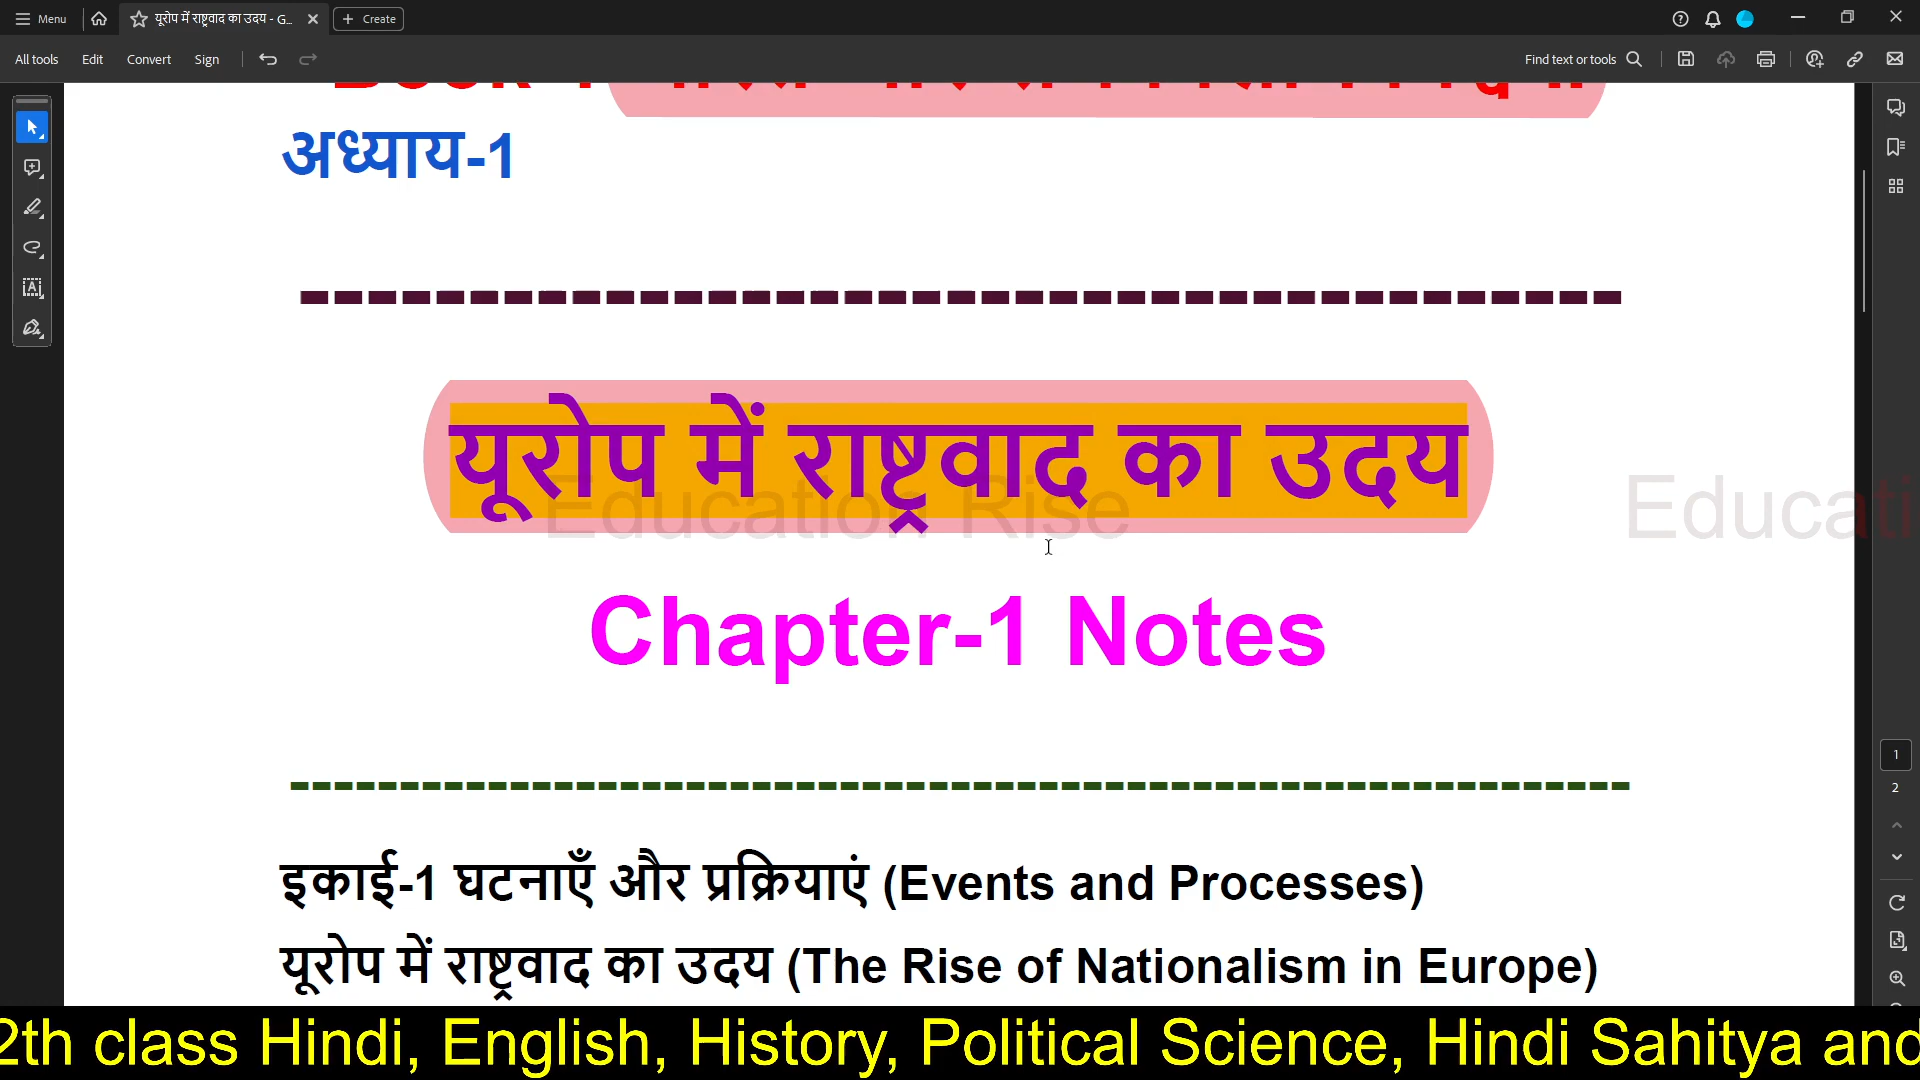 Menu
यूरोप में राष्ट्रवाद का उदय - G...
Create
All tools
Edit
Convert
Sign
Find text or tools
अध्याय-1
यूरोप में राष्ट्रवाद का उदय
Education Rise
Educati
Chapter-1 Notes
1
2
इकाई-1 घटनाएँ और प्रक्रियाएं (Events and Processes)
यूरोप में राष्ट्रवाद का उदय (The Rise of Nationalism in Europe)
2th class Hindi, English, History, Political Science, Hindi Sahitya and